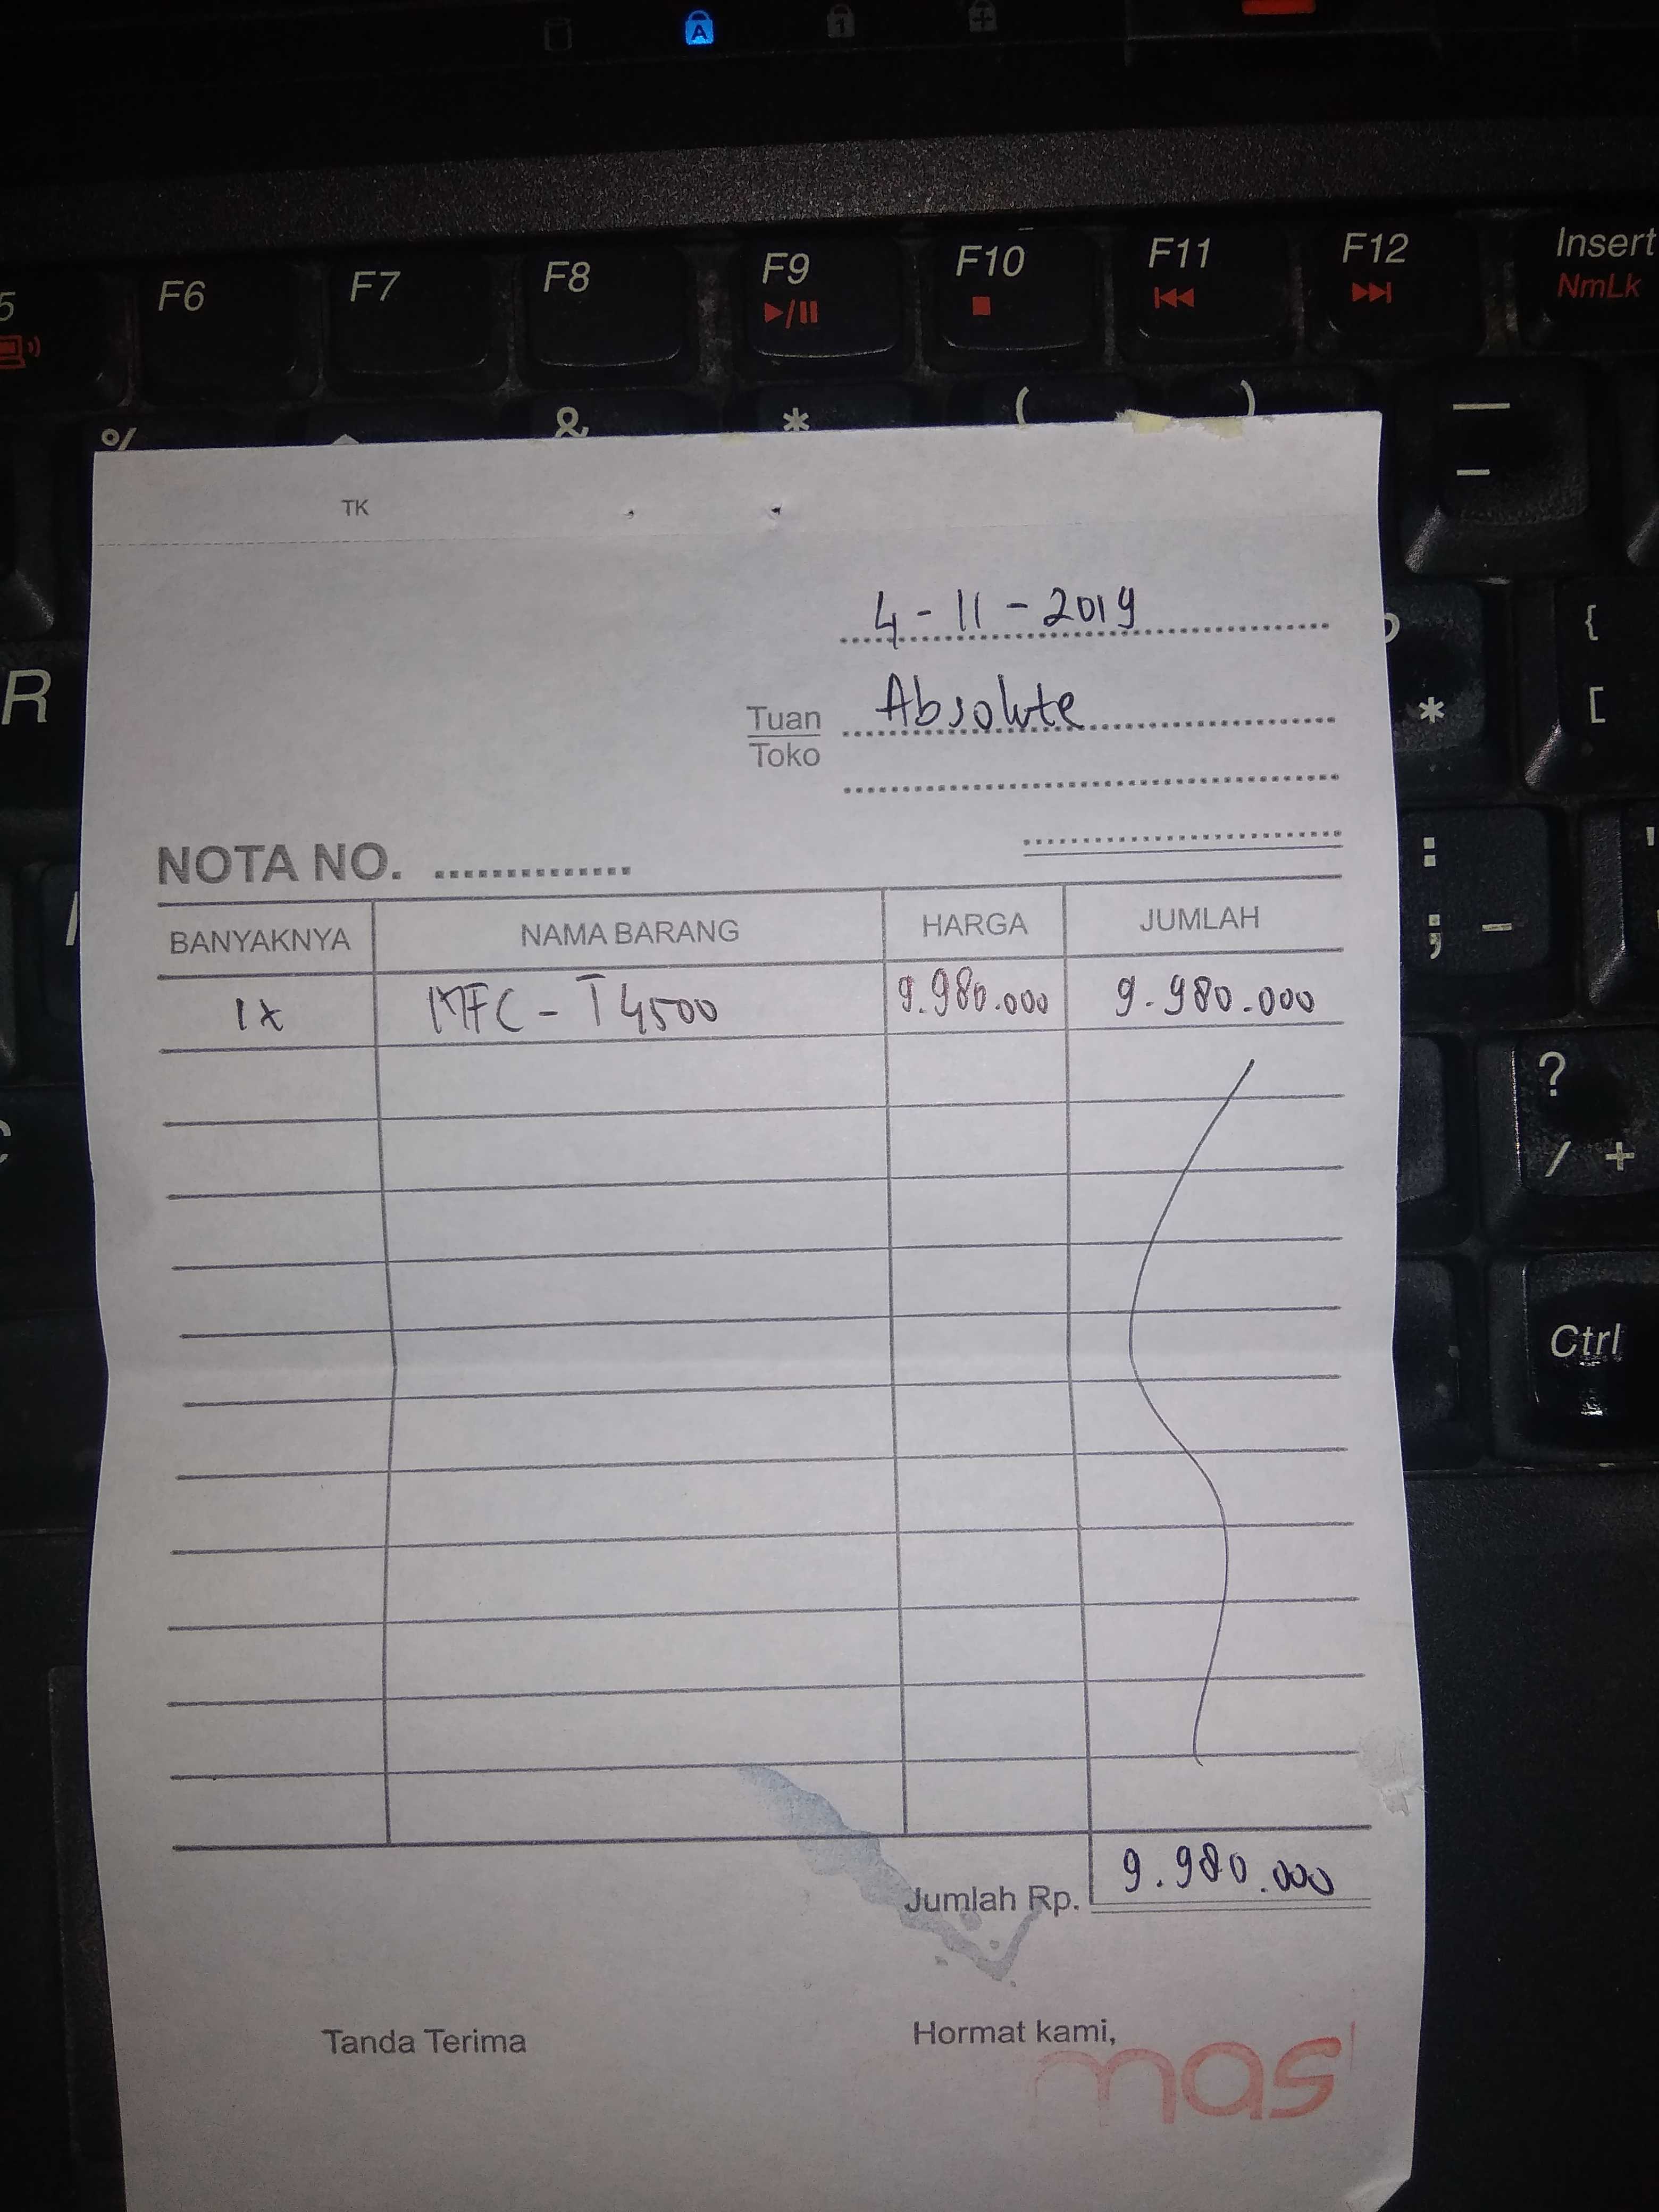 A 1
F6 F7 F8 F9 F10 F11 F12 Insert
NmLk
% & * ( )
R
*
{
[
:
; -
?
/ +
Ctrl
TK
4-11-2019
Tuan Absolute
Toko
NOTA NO. ..............
BANYAKNYA NAMA BARANG HARGA JUMLAH
1x MFC - T4500 9.980.000 9.980.000
Jumlah Rp. 9.980.000
Tanda Terima Hormat kami,
mas